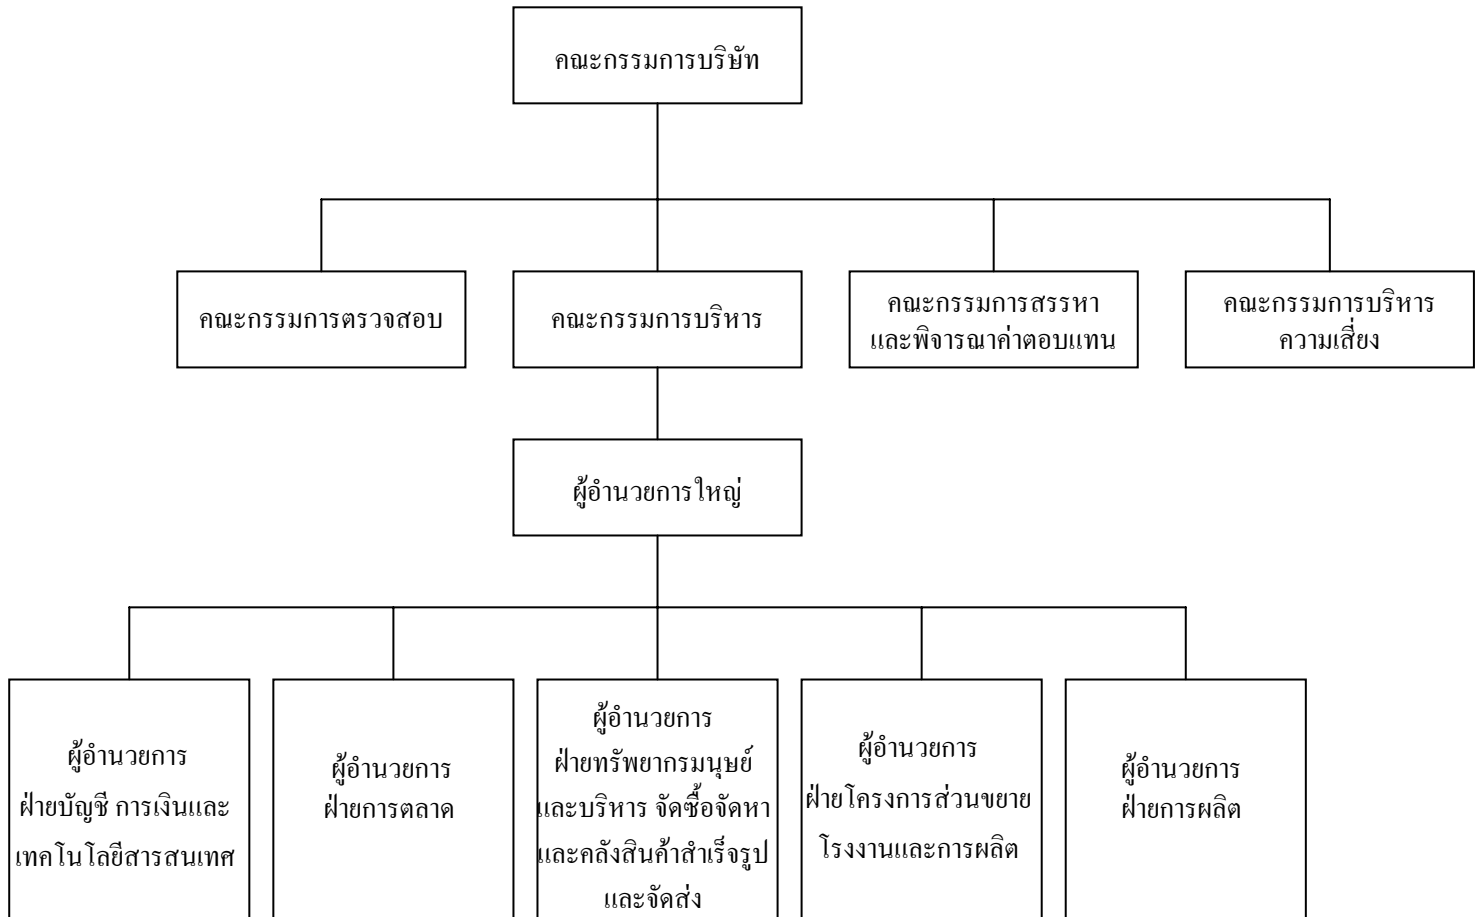 คณะกรรมการบริษัท
คณะกรรมการตรวจสอบ
คณะกรรมการบริหาร
คณะกรรมการสรรหา
และพิจารณาค่าตอบแทน
คณะกรรมการบริหาร
ความเสี่ยง
ผู้อำนวยการใหญ่
ผู้อำนวยการ
ฝ่ายบัญชี การเงินและ
เทคโนโลยีสารสนเทศ
ผู้อำนวยการ
ฝ่ายการตลาด
ผู้อำนวยการ
ฝ่ายทรัพยากรมนุษย์
และบริหาร จัดซื้อจัดหา
และคลังสินค้าสำเร็จรูป
และจัดส่ง
ผู้อำนวยการ
ฝ่ายโครงการส่วนขยาย
โรงงานและการผลิต
ผู้อำนวยการ
ฝ่ายการผลิต